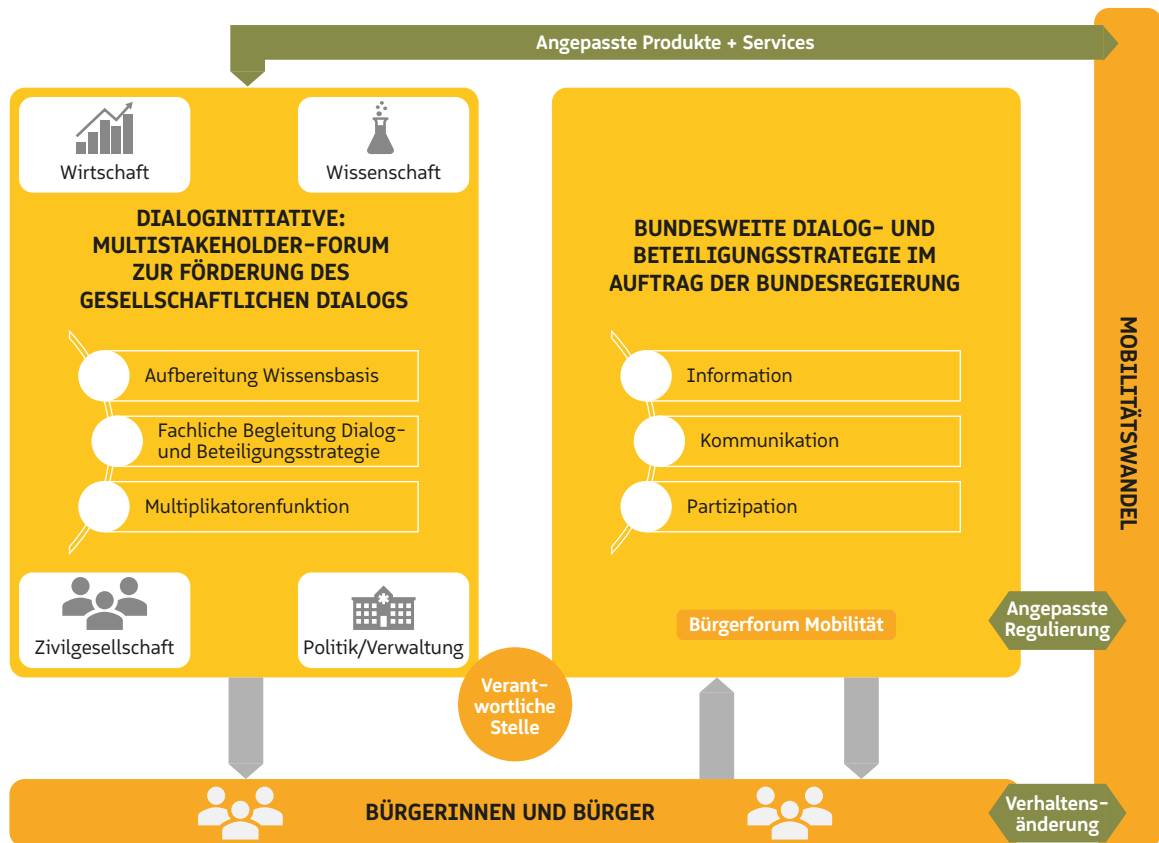 Angepasste Produkte + Services
Wirtschaft
Wissenschaft
DIALOGINITIATIVE:
MULTISTAKEHOLDER-FORUM
ZUR FÖRDERUNG DES
GESELLSCHAFTLICHEN DIALOGS
Aufbereitung Wissensbasis
Fachliche Begleitung Dialog-
und Beteiligungsstrategie
Multiplikatorenfunktion
Zivilgesellschaft
Politik/Verwaltung
BUNDESWEITE DIALOG- UND
BETEILIGUNGSSTRATEGIE IM
AUFTRAG DER BUNDESREGIERUNG
Information
Kommunikation
Partizipation
Bürgerforum Mobilität
Verant-
wortliche
Stelle
Angepasste
Regulierung
MOBILITÄTSWANDEL
BÜRGERINNEN UND BÜRGER
Verhaltens-
änderung